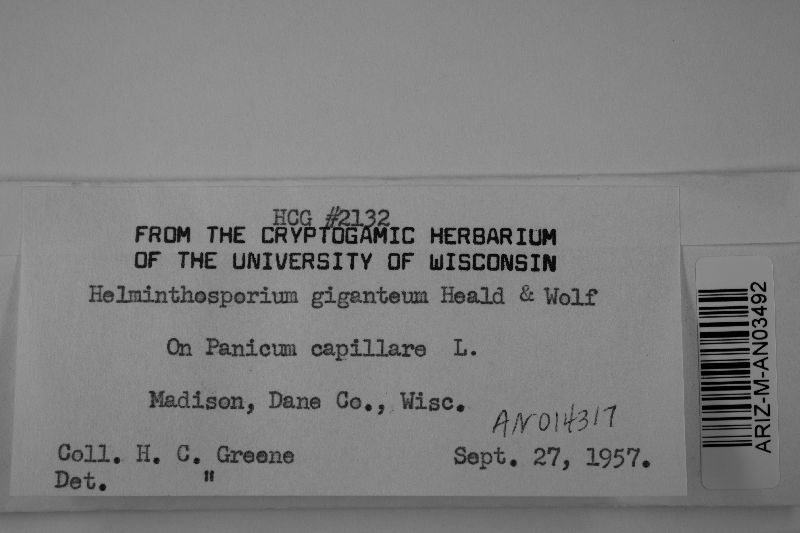 HCG #2132
FROM THE CRYPTOGAMIC HERBARIUM
OF THE UNIVERSITY OF WISCONSIN
Helminthosporium giganteum Heald & Wolf
On Panicum capillare L.
Madison, Dane Co., Wisc.
AN014317
Coll. H. C. Greene Sept. 27, 1957.
Det. "
ARIZ-M-AN03492